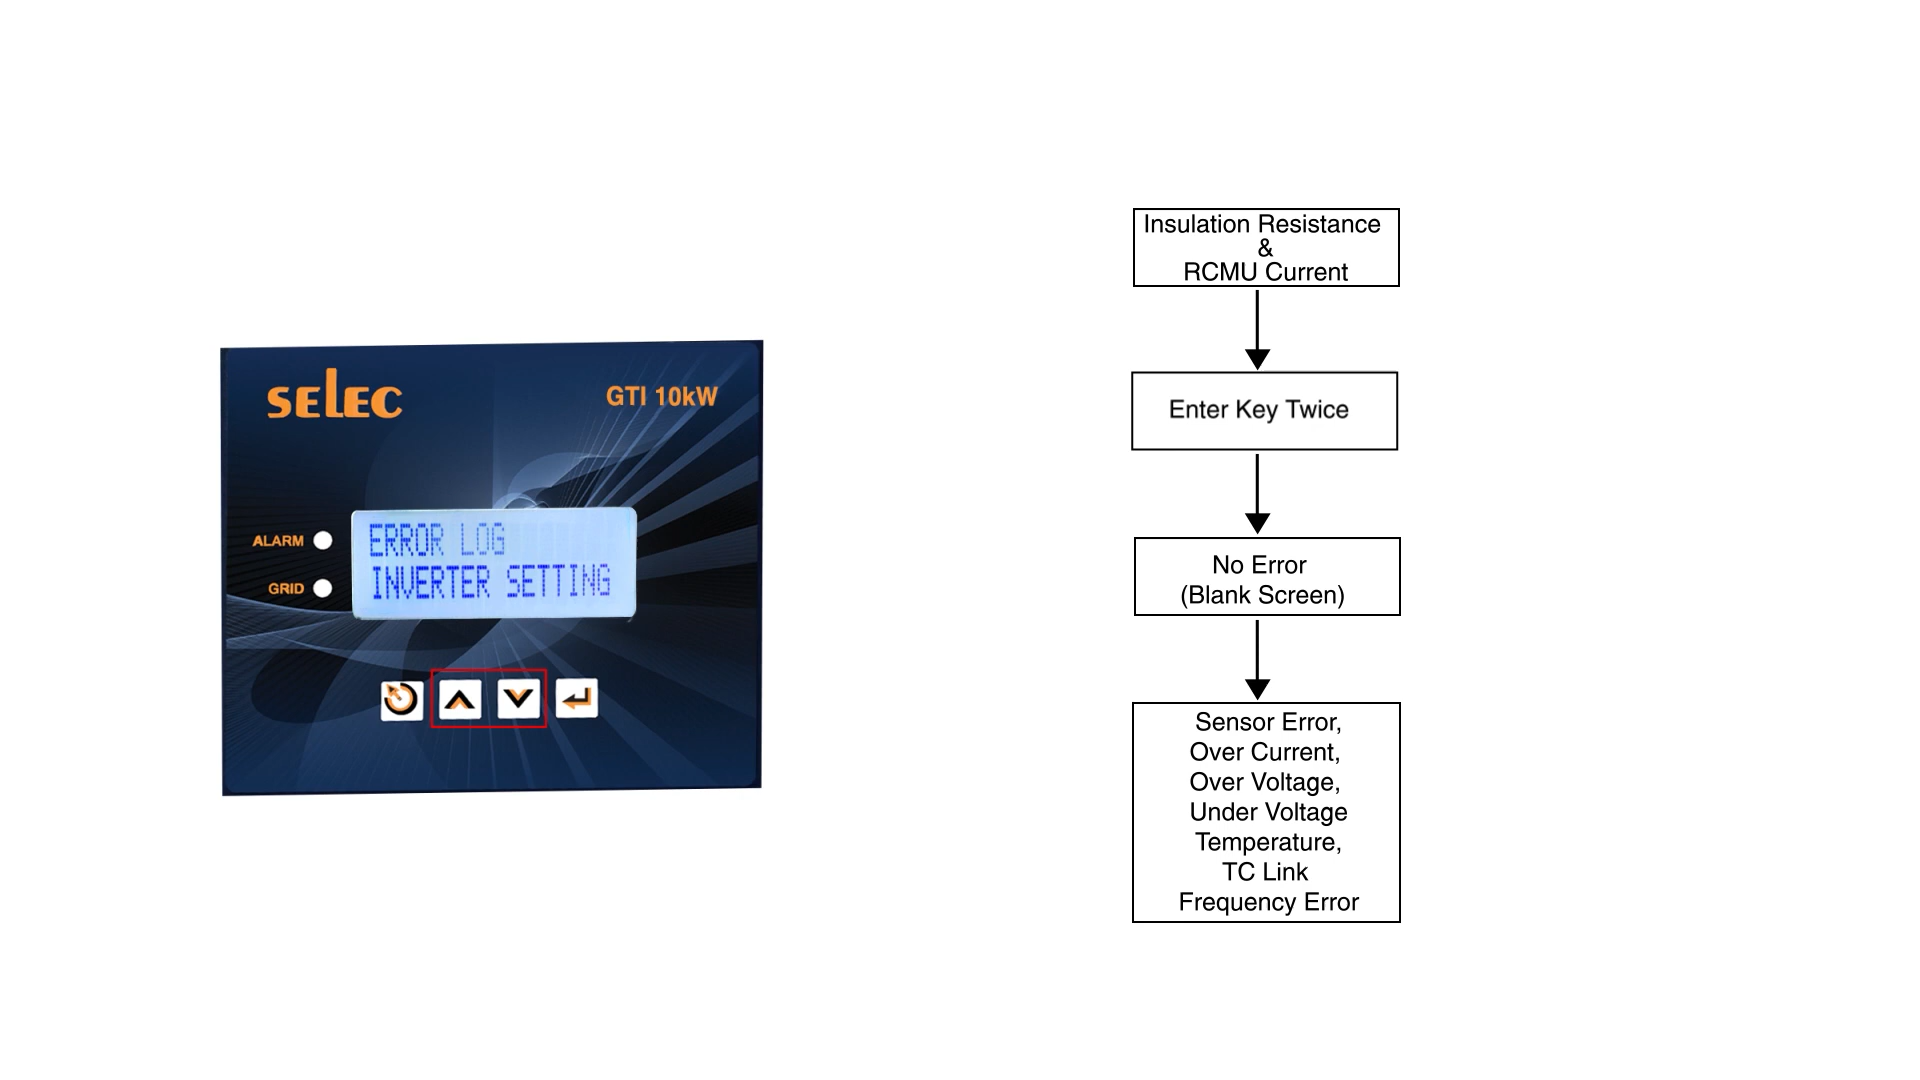 SELEC
GTI 10kW
ALARM
GRID
ERROR LOG
INVERTER SETTING
Insulation Resistance
&
RCMU Current
Enter Key Twice
No Error
(Blank Screen)
Sensor Error,
Over Current,
Over Voltage,
Under Voltage
Temperature,
TC Link
Frequency Error